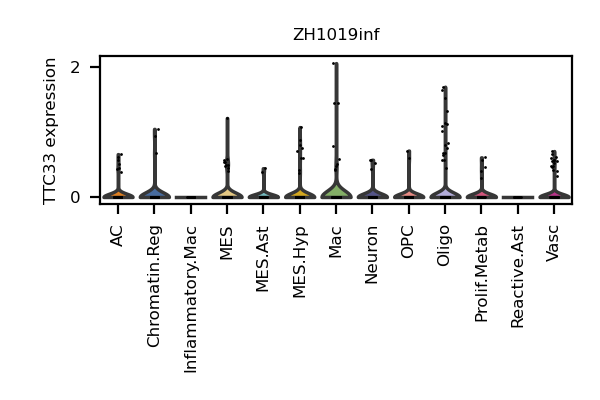 ZH1019inf
TTC33 expression
2
0
AC
Chromatin.Reg
Inflammatory.Mac
MES
MES.Ast
MES.Hyp
Mac
Neuron
OPC
Oligo
Prolif.Metab
Reactive.Ast
Vasc